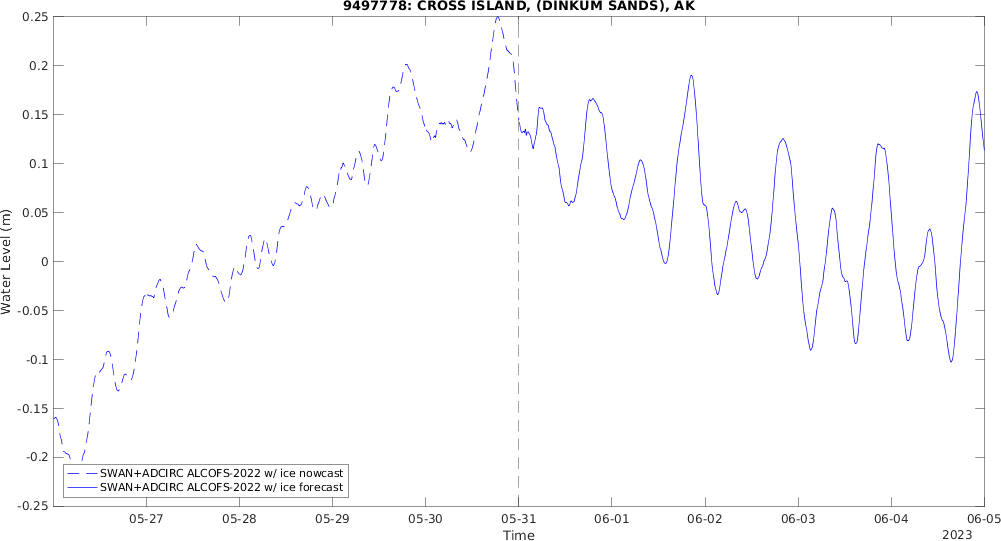 9497778: CROSS ISLAND, (DINKUM SANDS), AK
0.25
0.2
0.15
0.1
0.05
0
-0.05
-0.1
-0.15
-0.2
-0.25
Water Level (m)
SWAN+ADCIRC ALCOFS-2022 w/ ice nowcast
SWAN+ADCIRC ALCOFS-2022 w/ ice forecast
05-27 05-28 05-29 05-30 05-31 06-01 06-02 06-03 06-04 06-05
Time
2023